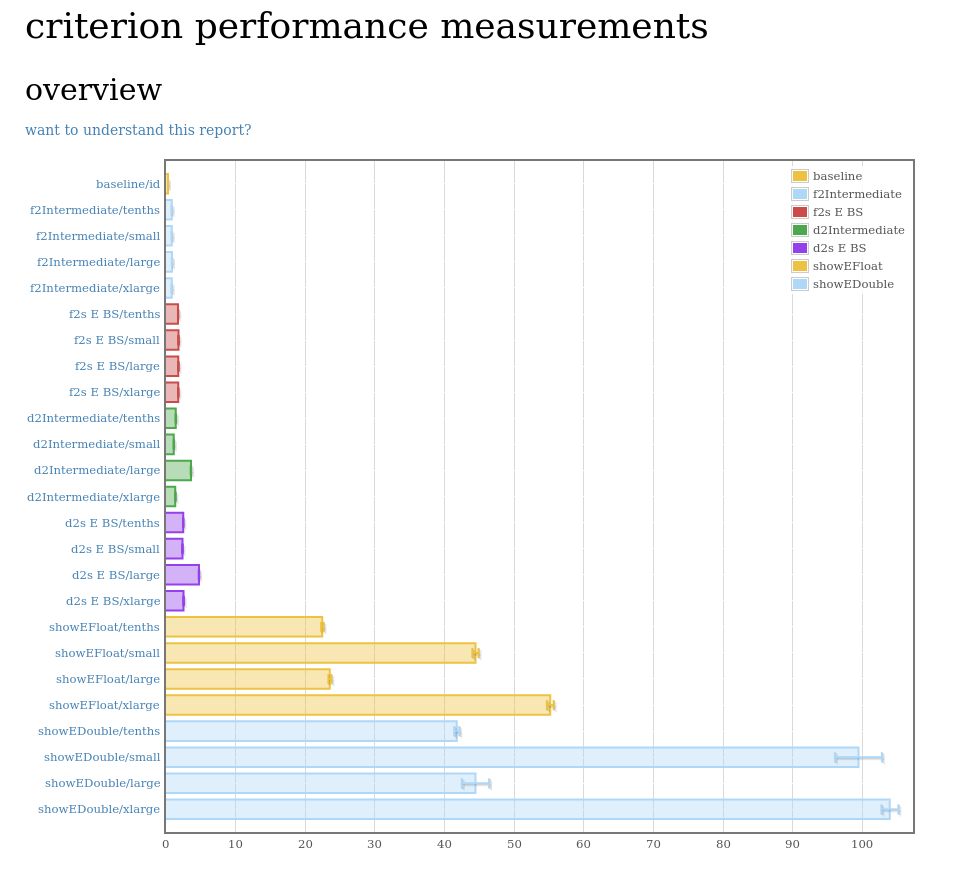 criterion performance measurements
overview
want to understand this report?
baseline/id
f2Intermediate/tenths
f2Intermediate/small
f2Intermediate/large
f2Intermediate/xlarge
f2s E BS/tenths
f2s E BS/small
f2s E BS/large
f2s E BS/xlarge
d2Intermediate/tenths
d2Intermediate/small
d2Intermediate/large
d2Intermediate/xlarge
d2s E BS/tenths
d2s E BS/small
d2s E BS/large
d2s E BS/xlarge
showEFloat/tenths
showEFloat/small
showEFloat/large
showEFloat/xlarge
showEDouble/tenths
showEDouble/small
showEDouble/large
showEDouble/xlarge
baseline
f2Intermediate
f2s E BS
d2Intermediate
d2s E BS
showEFloat
showEDouble
0 10 20 30 40 50 60 70 80 90 100